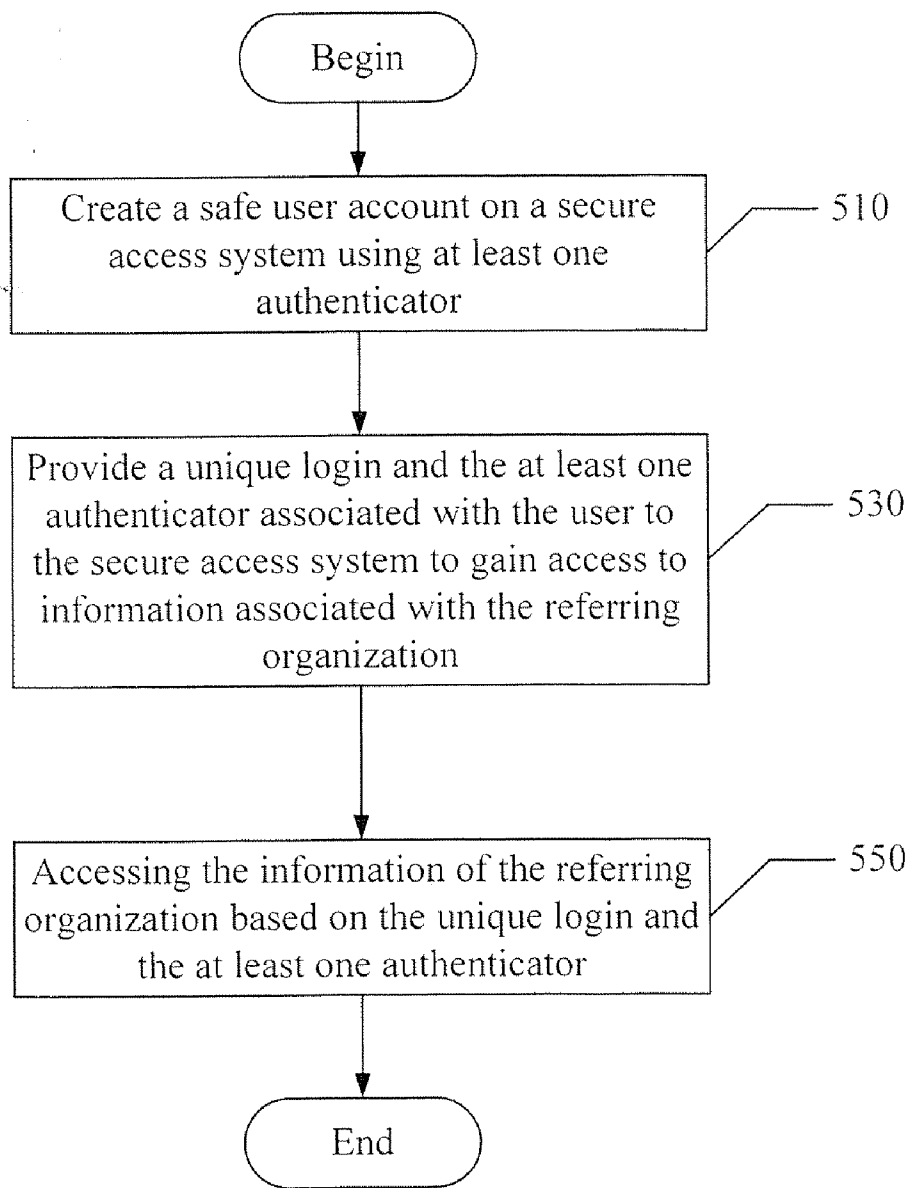 Begin
Create a safe user account on a secure
access system using at least one
authenticator
510
Provide a unique login and the at least one
authenticator associated with the user to
the secure access system to gain access to
information associated with the referring
organization
530
Accessing the information of the referring
organization based on the unique login and
the at least one authenticator
550
End